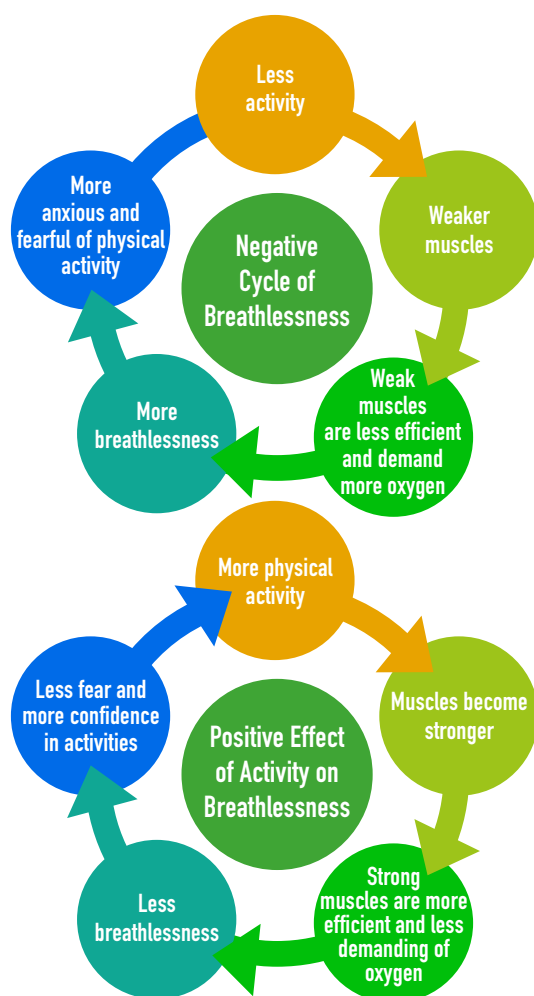 Less
activity
Weaker
muscles
Weak
muscles
are less efficient
and demand
more oxygen
More
breathlessness
More
anxious and
fearful of physical
activity
Negative
Cycle of
Breathlessness
More physical
activity
Muscles become
stronger
Strong
muscles are more
efficient and less
demanding of
oxygen
Less
breathlessness
Less fear and
more confidence
in activities
Positive Effect
of Activity on
Breathlessness